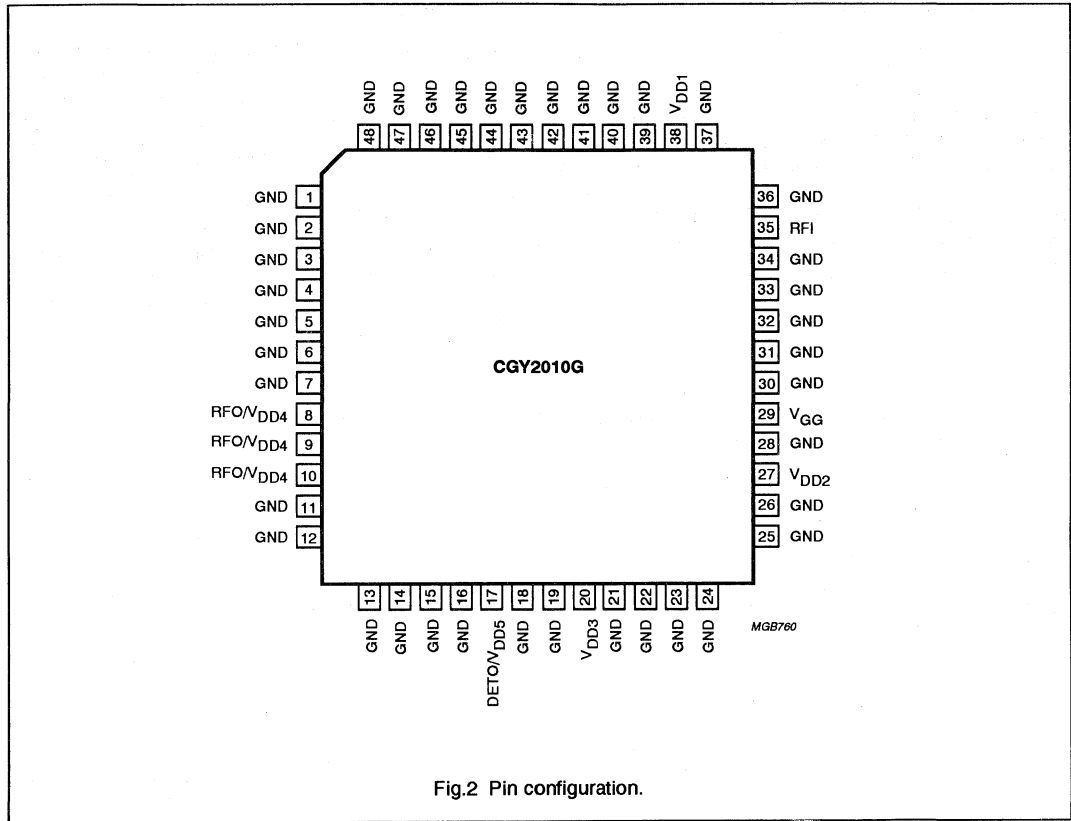 GND GND GND GND GND GND GND GND GND GND VDD1 GND
48 47 46 45 44 43 42 41 40 39 38 37
GND 1 36 GND
GND 2 35 RFI
GND 3 34 GND
GND 4 33 GND
GND 5 32 GND
GND 6 31 GND
CGY2010G
GND 7 30 GND
RFO/VDD4 8 29 VGG
RFO/VDD4 9 28 GND
RFO/VDD4 10 27 VDD2
GND 11 26 GND
GND 12 25 GND
13 14 15 16 17 18 19 20 21 22 23 24
GND GND GND GND DETO/VDD5 GND GND VDD3 GND GND GND GND
MGB760
Fig.2 Pin configuration.